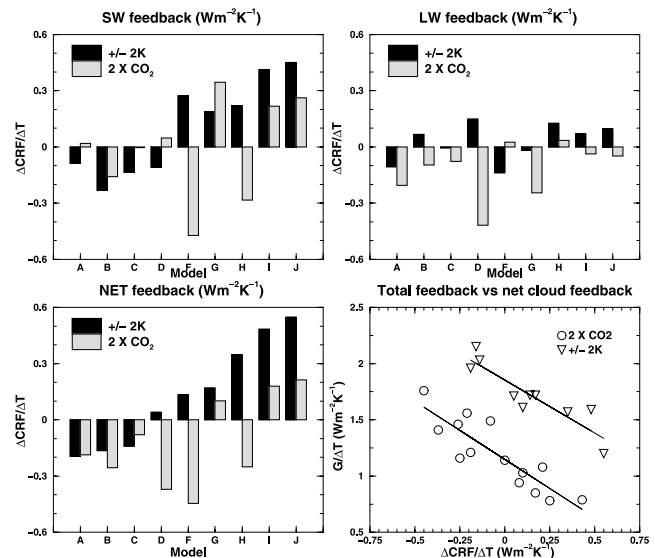 SW feedback (Wm−2K−1)
+/− 2K
2 X CO2
ΔCRF/ΔT
0.6
0.3
0
−0.3
−0.6
A B C D F G H I J
Model
LW feedback (Wm−2K−1)
+/− 2K
2 X CO2
ΔCRF/ΔT
0.6
0.3
0
−0.3
−0.6
A B C D F G H I J
Model
NET feedback (Wm−2K−1)
+/− 2K
2 X CO2
ΔCRF/ΔT
0.6
0.3
0
−0.3
−0.6
A B C D F G H I J
Model
Total feedback vs net cloud feedback
2 X CO2
+/− 2K
G/ΔT (Wm−2K−1)
2.5
2
1.5
1
0.5
−0.75 −0.5 −0.25 0 0.25 0.5 0.75
ΔCRF/ΔT (Wm−2K−1)